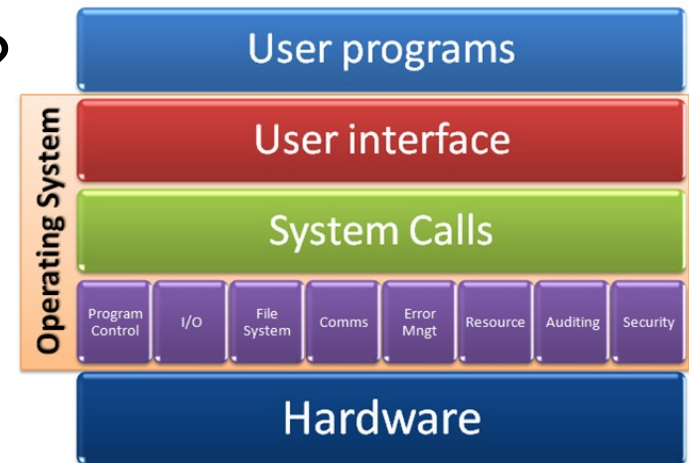 User programs
Operating System
User interface
System Calls
Program
Control
I/O
File
System
Comms
Error
Mngt
Resource
Auditing
Security
Hardware